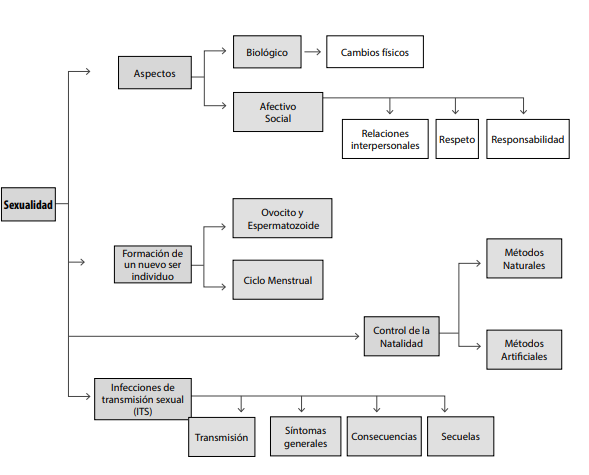 Sexualidad
Aspectos
Biológico
Cambios físicos
Afectivo
Social
Relaciones
interpersonales
Respeto
Responsabilidad
Formación de
un nuevo ser
individuo
Ovocito y
Espermatozoide
Ciclo Menstrual
Control de la
Natalidad
Métodos
Naturales
Métodos
Artificiales
Infecciones de
transmisión sexual
(ITS)
Transmisión
Síntomas
generales
Consecuencias
Secuelas